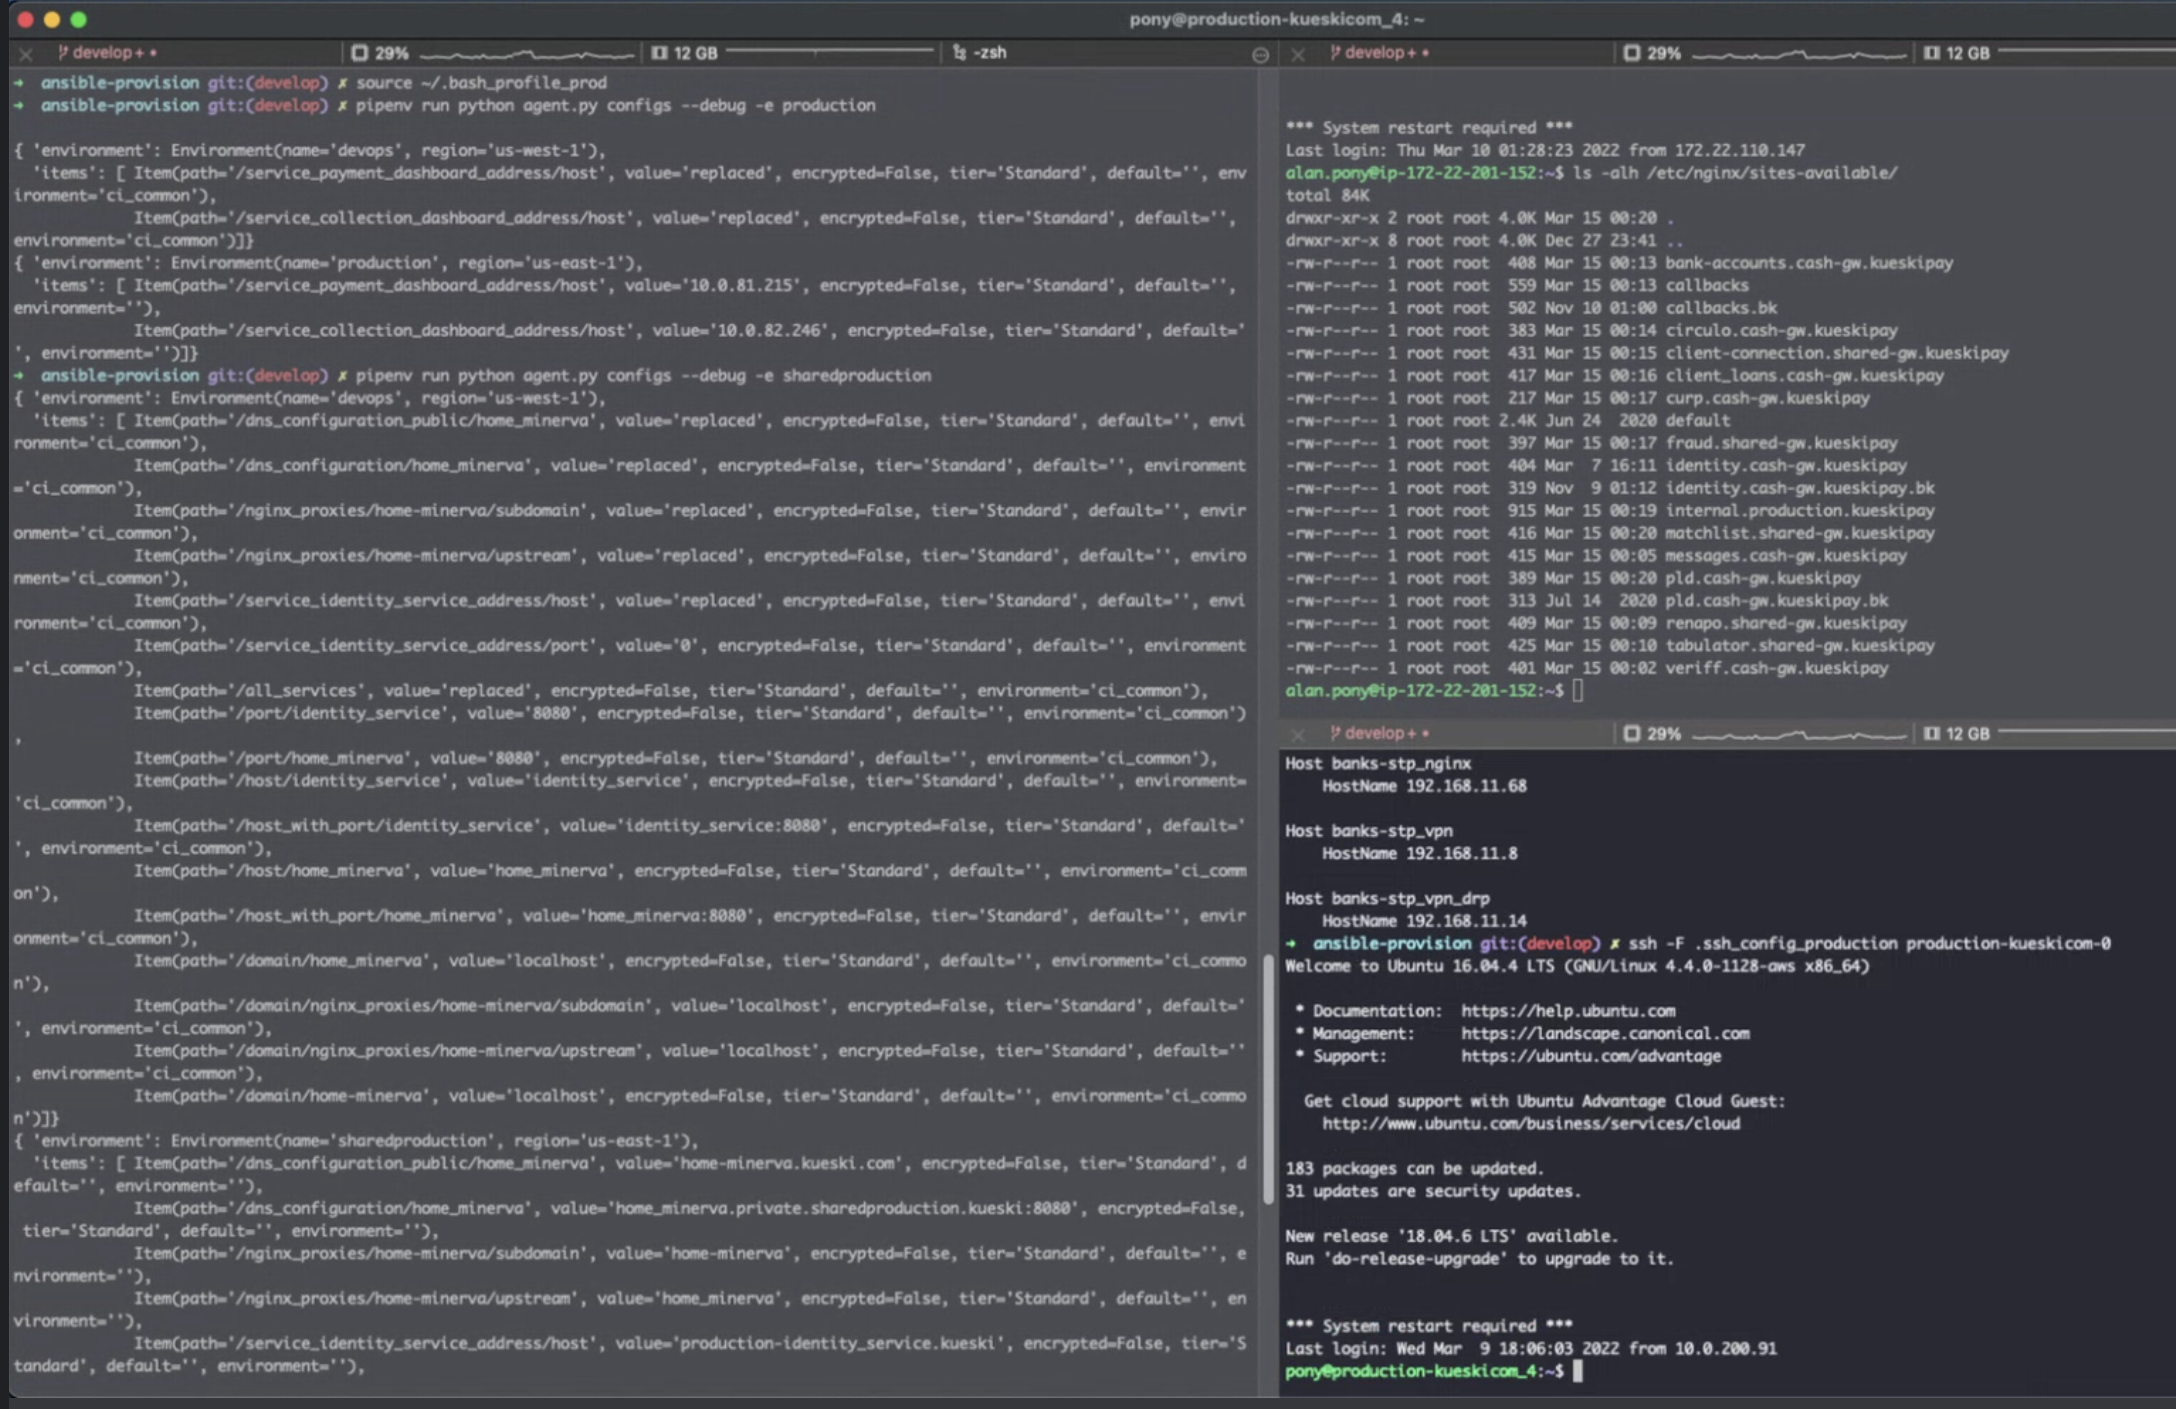 pony@production-kueskicom_4: ~
develop+ •
29%
12 GB
-zsh
→ ansible-provision git:(develop) ✗ source ~/.bash_profile_prod
→ ansible-provision git:(develop) ✗ pipenv run python agent.py configs --debug -e production
{ 'environment': Environment(name='devops', region='us-west-1'),
  'items': [ Item(path='/service_payment_dashboard_address/host', value='replaced', encrypted=False, tier='Standard', default='', env
ironment='ci_common'),
             Item(path='/service_collection_dashboard_address/host', value='replaced', encrypted=False, tier='Standard', default='',
environment='ci_common')]}
{ 'environment': Environment(name='production', region='us-east-1'),
  'items': [ Item(path='/service_payment_dashboard_address/host', value='10.0.81.215', encrypted=False, tier='Standard', default='',
environment=''),
             Item(path='/service_collection_dashboard_address/host', value='10.0.82.246', encrypted=False, tier='Standard', default='
', environment='')]}
→ ansible-provision git:(develop) ✗ pipenv run python agent.py configs --debug -e sharedproduction
{ 'environment': Environment(name='devops', region='us-west-1'),
  'items': [ Item(path='/dns_configuration_public/home_minerva', value='replaced', encrypted=False, tier='Standard', default='', envi
ronment='ci_common'),
             Item(path='/dns_configuration/home_minerva', value='replaced', encrypted=False, tier='Standard', default='', environment
='ci_common'),
             Item(path='/nginx_proxies/home-minerva/subdomain', value='replaced', encrypted=False, tier='Standard', default='', envir
onment='ci_common'),
             Item(path='/nginx_proxies/home-minerva/upstream', value='replaced', encrypted=False, tier='Standard', default='', enviro
nment='ci_common'),
             Item(path='/service_identity_service_address/host', value='replaced', encrypted=False, tier='Standard', default='', envi
ronment='ci_common'),
             Item(path='/service_identity_service_address/port', value='0', encrypted=False, tier='Standard', default='', environment
='ci_common'),
             Item(path='/all_services', value='replaced', encrypted=False, tier='Standard', default='', environment='ci_common'),
             Item(path='/port/identity_service', value='8080', encrypted=False, tier='Standard', default='', environment='ci_common')
,
             Item(path='/port/home_minerva', value='8080', encrypted=False, tier='Standard', default='', environment='ci_common'),
             Item(path='/host/identity_service', value='identity_service', encrypted=False, tier='Standard', default='', environment=
'ci_common'),
             Item(path='/host_with_port/identity_service', value='identity_service:8080', encrypted=False, tier='Standard', default='
', environment='ci_common'),
             Item(path='/host/home_minerva', value='home_minerva', encrypted=False, tier='Standard', default='', environment='ci_comm
on'),
             Item(path='/host_with_port/home_minerva', value='home_minerva:8080', encrypted=False, tier='Standard', default='', envir
onment='ci_common'),
             Item(path='/domain/home_minerva', value='localhost', encrypted=False, tier='Standard', default='', environment='ci_commo
n'),
             Item(path='/domain/nginx_proxies/home-minerva/subdomain', value='localhost', encrypted=False, tier='Standard', default='
', environment='ci_common'),
             Item(path='/domain/nginx_proxies/home-minerva/upstream', value='localhost', encrypted=False, tier='Standard', default=''
, environment='ci_common'),
             Item(path='/domain/home-minerva', value='localhost', encrypted=False, tier='Standard', default='', environment='ci_commo
n')]}
{ 'environment': Environment(name='sharedproduction', region='us-east-1'),
  'items': [ Item(path='/dns_configuration_public/home_minerva', value='home-minerva.kueski.com', encrypted=False, tier='Standard', d
efault='', environment=''),
             Item(path='/dns_configuration/home_minerva', value='home_minerva.private.sharedproduction.kueski:8080', encrypted=False,
 tier='Standard', default='', environment=''),
             Item(path='/nginx_proxies/home-minerva/subdomain', value='home-minerva', encrypted=False, tier='Standard', default='', e
nvironment=''),
             Item(path='/nginx_proxies/home-minerva/upstream', value='home_minerva', encrypted=False, tier='Standard', default='', en
vironment=''),
             Item(path='/service_identity_service_address/host', value='production-identity_service.kueski', encrypted=False, tier='S
tandard', default='', environment=''),
develop+ •
29%
12 GB
*** System restart required ***
Last login: Thu Mar 10 01:28:23 2022 from 172.22.110.147
alan.pony@ip-172-22-201-152:~$ ls -alh /etc/nginx/sites-available/
total 84K
drwxr-xr-x 2 root root 4.0K Mar 15 00:20 .
drwxr-xr-x 8 root root 4.0K Dec 27 23:41 ..
-rw-r--r-- 1 root root  408 Mar 15 00:13 bank-accounts.cash-gw.kueskipay
-rw-r--r-- 1 root root  559 Mar 15 00:13 callbacks
-rw-r--r-- 1 root root  502 Nov 10 01:00 callbacks.bk
-rw-r--r-- 1 root root  383 Mar 15 00:14 circulo.cash-gw.kueskipay
-rw-r--r-- 1 root root  431 Mar 15 00:15 client-connection.shared-gw.kueskipay
-rw-r--r-- 1 root root  417 Mar 15 00:16 client_loans.cash-gw.kueskipay
-rw-r--r-- 1 root root  217 Mar 15 00:17 curp.cash-gw.kueskipay
-rw-r--r-- 1 root root 2.4K Jun 24  2020 default
-rw-r--r-- 1 root root  397 Mar 15 00:17 fraud.shared-gw.kueskipay
-rw-r--r-- 1 root root  404 Mar  7 16:11 identity.cash-gw.kueskipay
-rw-r--r-- 1 root root  319 Nov  9 01:12 identity.cash-gw.kueskipay.bk
-rw-r--r-- 1 root root  915 Mar 15 00:19 internal.production.kueskipay
-rw-r--r-- 1 root root  416 Mar 15 00:20 matchlist.shared-gw.kueskipay
-rw-r--r-- 1 root root  415 Mar 15 00:05 messages.cash-gw.kueskipay
-rw-r--r-- 1 root root  389 Mar 15 00:20 pld.cash-gw.kueskipay
-rw-r--r-- 1 root root  313 Jul 14  2020 pld.cash-gw.kueskipay.bk
-rw-r--r-- 1 root root  409 Mar 15 00:09 renapo.shared-gw.kueskipay
-rw-r--r-- 1 root root  425 Mar 15 00:10 tabulator.shared-gw.kueskipay
-rw-r--r-- 1 root root  401 Mar 15 00:02 veriff.cash-gw.kueskipay
alan.pony@ip-172-22-201-152:~$
develop+ •
29%
12 GB
Host banks-stp_nginx
    HostName 192.168.11.68
Host banks-stp_vpn
    HostName 192.168.11.8
Host banks-stp_vpn_drp
    HostName 192.168.11.14
→ ansible-provision git:(develop) ✗ ssh -F .ssh_config_production production-kueskicom-0
Welcome to Ubuntu 16.04.4 LTS (GNU/Linux 4.4.0-1128-aws x86_64)
 * Documentation:  https://help.ubuntu.com
 * Management:     https://landscape.canonical.com
 * Support:        https://ubuntu.com/advantage
  Get cloud support with Ubuntu Advantage Cloud Guest:
    http://www.ubuntu.com/business/services/cloud
183 packages can be updated.
31 updates are security updates.
New release '18.04.6 LTS' available.
Run 'do-release-upgrade' to upgrade to it.
*** System restart required ***
Last login: Wed Mar  9 18:06:03 2022 from 10.0.200.91
pony@production-kueskicom_4:~$